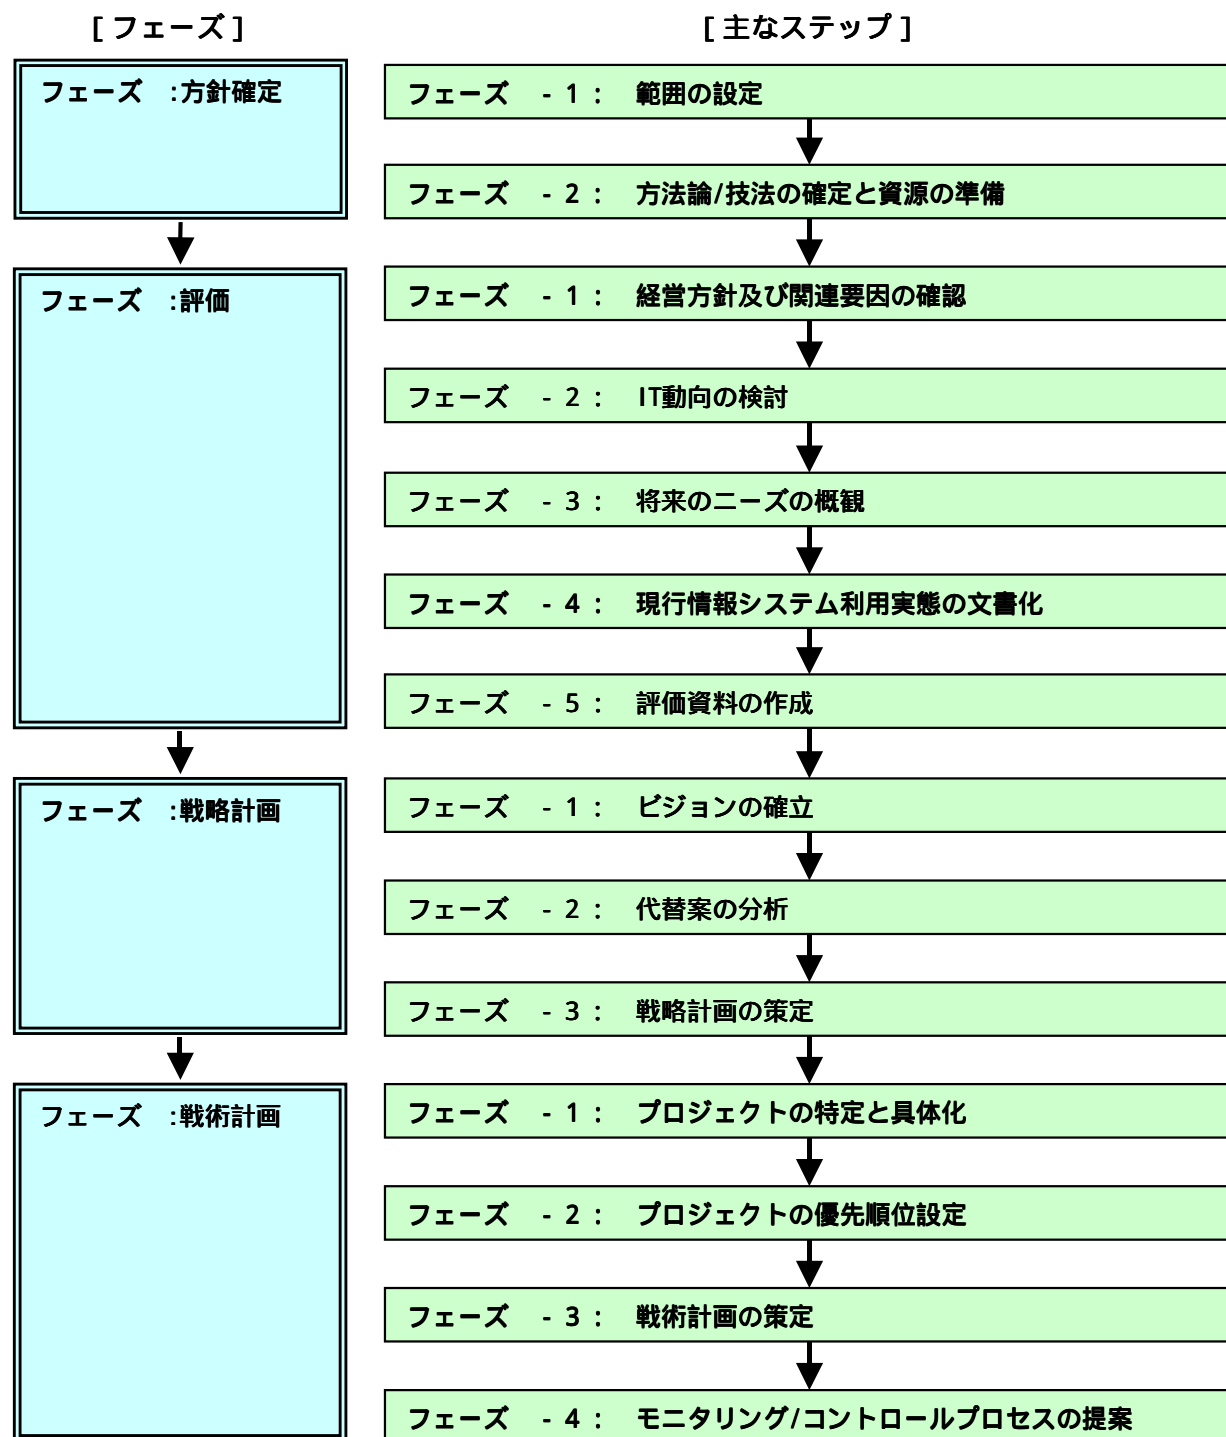 [フェーズ]
[主なステップ]
フェーズ :方針確定
フェーズ -1: 範囲の設定
フェーズ -2: 方法論/技法の確定と資源の準備
フェーズ :評価
フェーズ -1: 経営方針及び関連要因の確認
フェーズ -2: IT動向の検討
フェーズ -3: 将来のニーズの概観
フェーズ -4: 現行情報システム利用実態の文書化
フェーズ -5: 評価資料の作成
フェーズ :戦略計画
フェーズ -1: ビジョンの確立
フェーズ -2: 代替案の分析
フェーズ -3: 戦略計画の策定
フェーズ :戦術計画
フェーズ -1: プロジェクトの特定と具体化
フェーズ -2: プロジェクトの優先順位設定
フェーズ -3: 戦術計画の策定
フェーズ -4: モニタリング/コントロールプロセスの提案